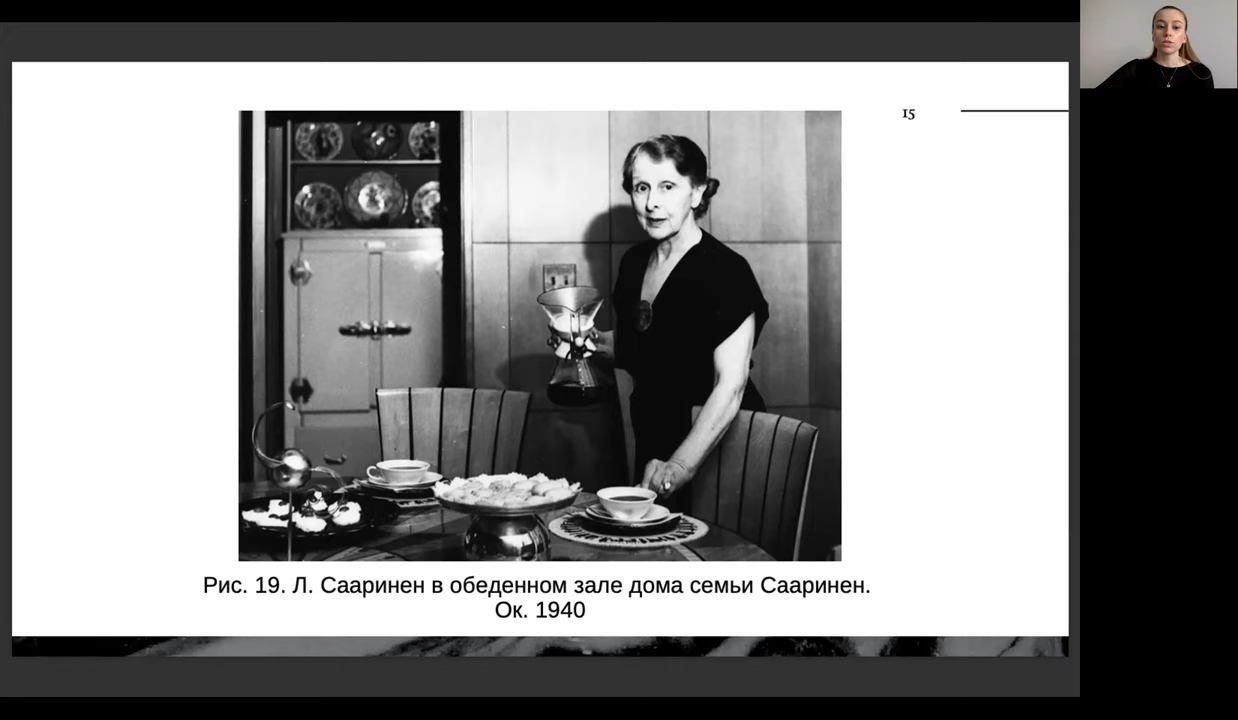 15
Рис. 19. Л. Сааринен в обеденном зале дома семьи Сааринен.
Ок. 1940